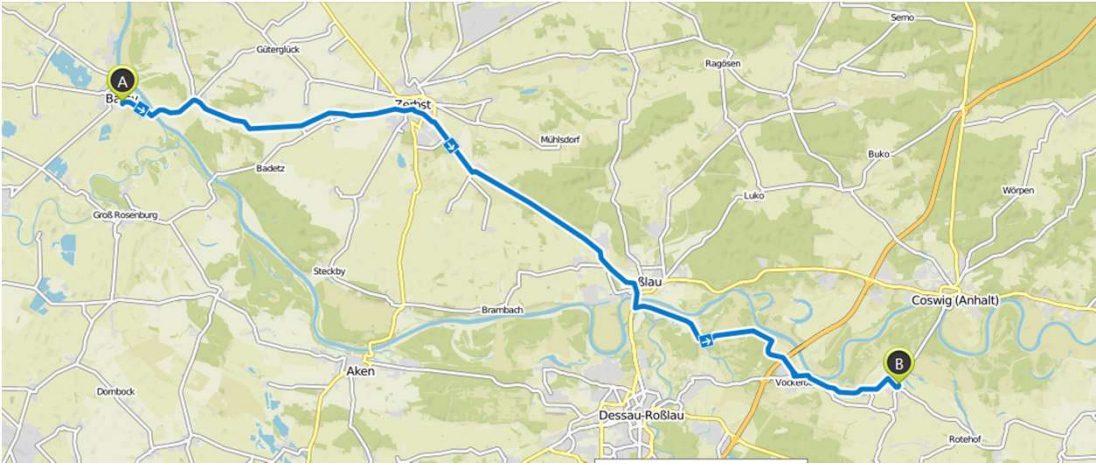 Serno
Güterglück
Ragösen
A
Zerbst
Mühlsdorf
Buko
Badetz
Luko
Wörpen
Groß Rosenburg
Steckby
ßlau
Coswig (Anhalt)
Brambach
Aken
B
Dornbock
Dessau-Roßlau
Rotehof